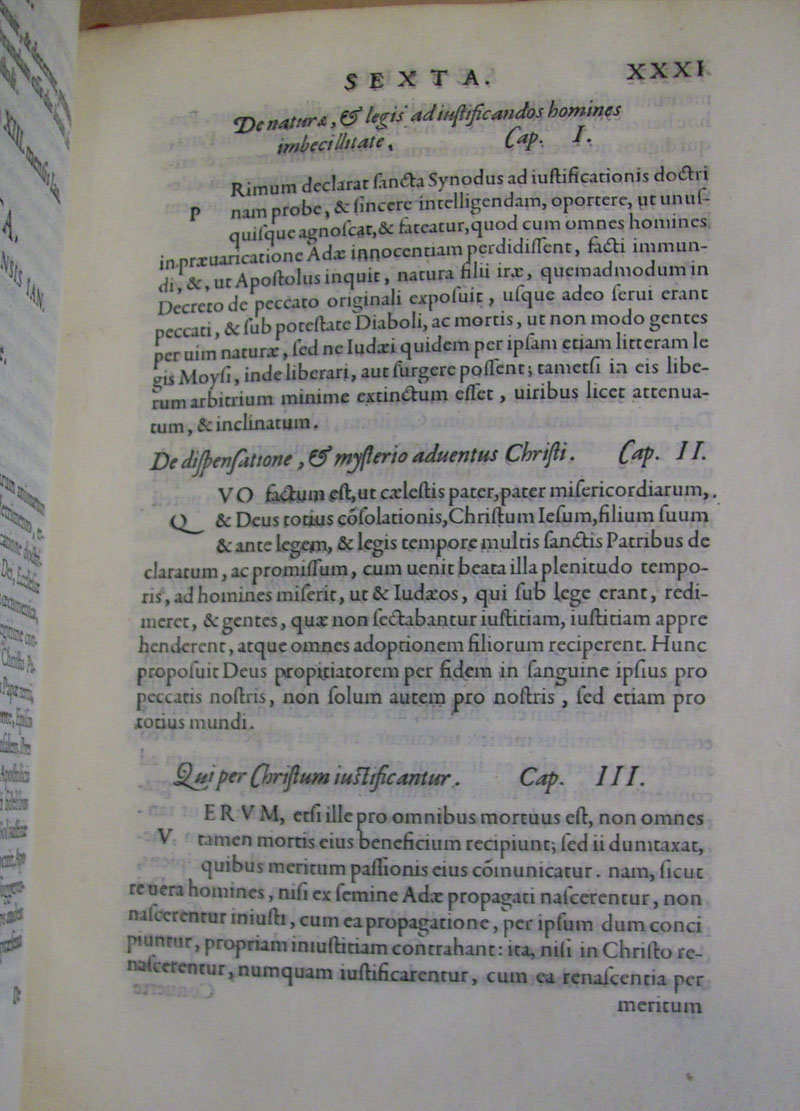 SEXTA. XXXI
De naturæ, & legis ad iustificandos homines
imbecillitate. Cap. I.
P Rimum declarat sancta Synodus ad iustificationis doctri
nam probe, & sincere intelligendam, oportere, ut unus-
quisque agnoscat, & fateatur, quod cum omnes homines
in præuaricatione Adæ innocentiam perdidissent, facti immun-
di, &, ut Apostolus inquit, natura filii iræ, quemadmodum in
Decreto de peccato originali exposuit, usque adeo serui erant
peccati, & sub potestate Diaboli, ac mortis, ut non modo gentes
per uim naturæ, sed ne Iudæi quidem per ipsam etiam litteram le
gis Moysi, inde liberari, aut surgere possent; tametsi in eis libe-
rum arbitrium minime extinctum esset, uiribus licet attenua-
tum, & inclinatum.
De dispensatione, & mysterio aduentus Christi. Cap. II.
Q VO factum est, ut cælestis pater, pater misericordiarum,
& Deus totius cõsolationis, Christum Iesum, filium suum
& ante legem, & legis tempore multis sanctis Patribus de
claratum, ac promissum, cum uenit beata illa plenitudo tempo-
ris, ad homines miserit, ut & Iudæos, qui sub lege erant, redi-
meret, & gentes, quæ non sectabantur iustitiam, iustitiam appre
henderent, atque omnes adoptionem filiorum reciperent. Hunc
proposuit Deus propitiatorem per fidem in sanguine ipsius pro
peccatis nostris, non solum autem pro nostris, sed etiam pro
totius mundi.
Qui per Christum iustificantur. Cap. III.
V ERVM, etsi ille pro omnibus mortuus est, non omnes
tamen mortis eius beneficium recipiunt; sed ii dumtaxat,
quibus meritum passionis eius cõmunicatur. nam, sicut
reuera homines, nisi ex semine Adæ propagati nascerentur, non
nascerentur iniusti, cum ea propagatione, per ipsum dum conci
piuntur, propriam iniustitiam contrahant: ita, nisi in Christo re-
nascerentur, numquam iustificarentur, cum ea renascentia per
meritum